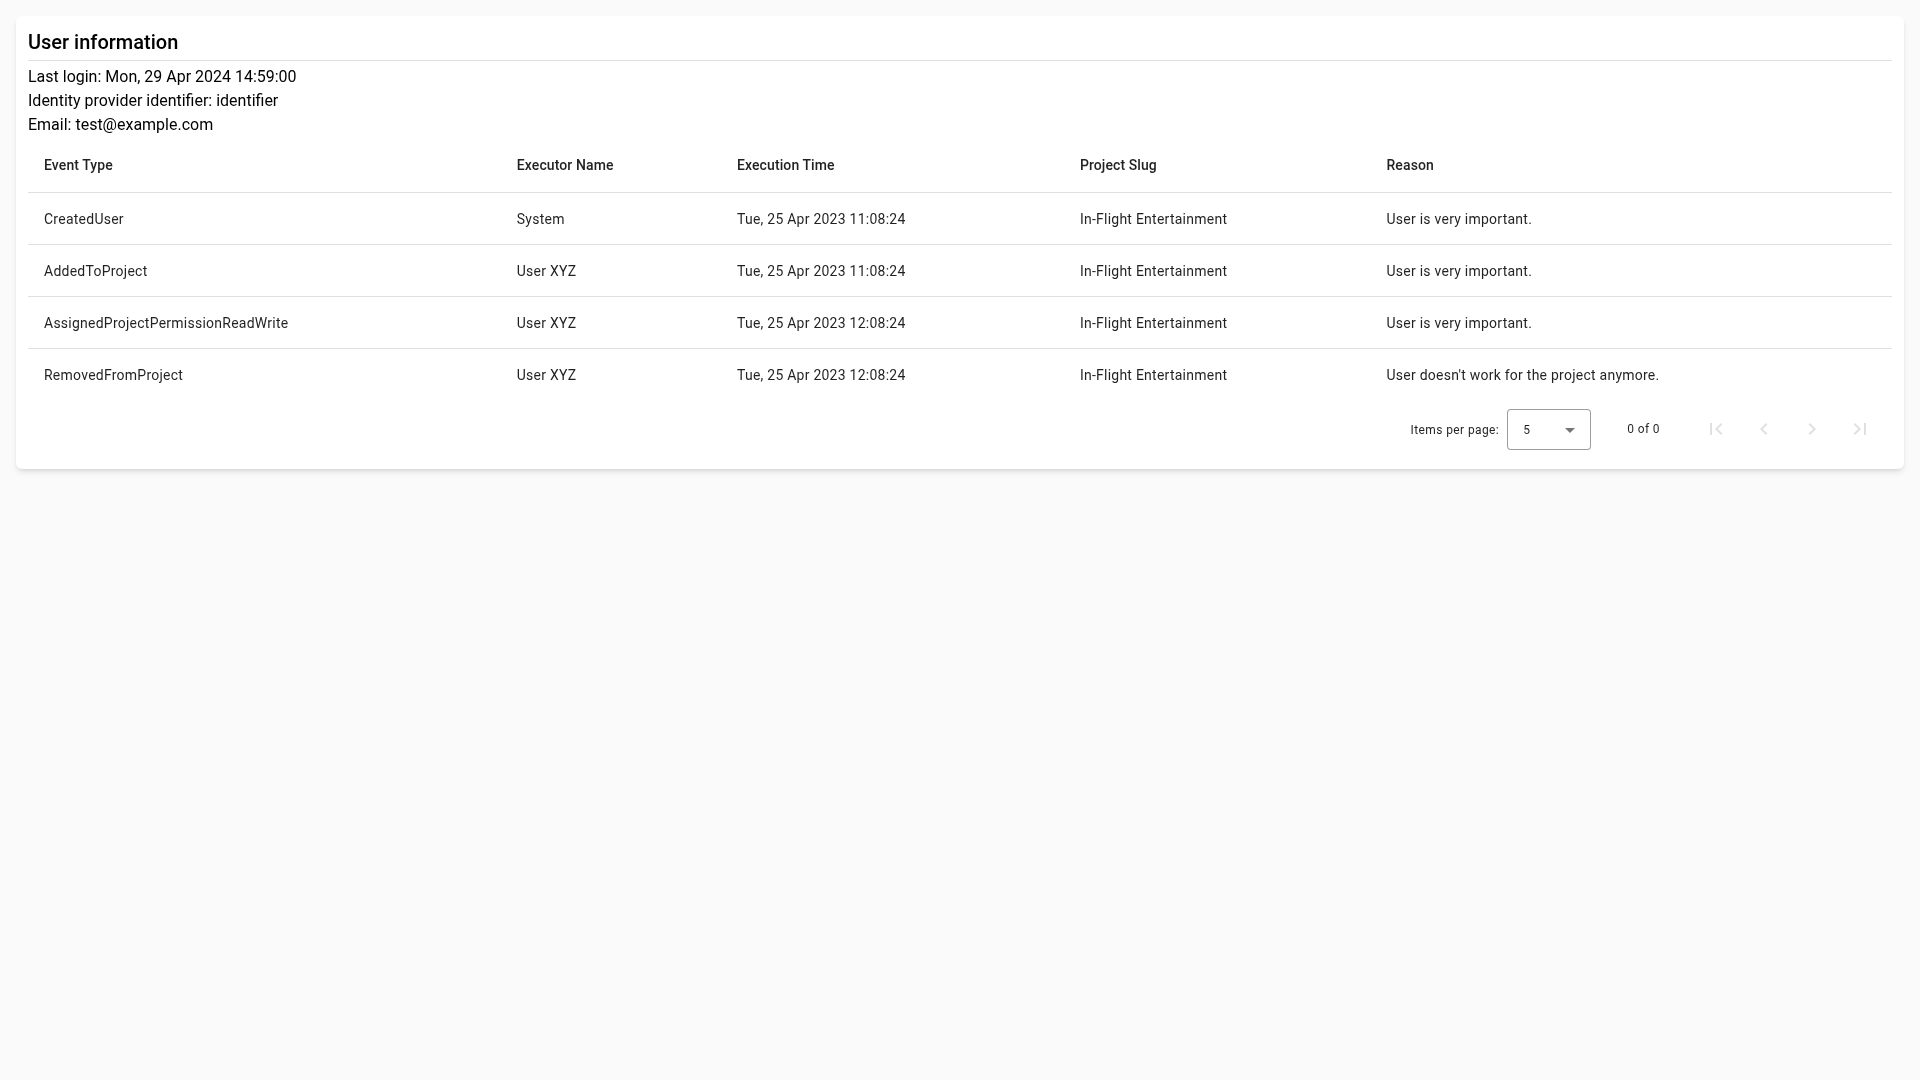 User information
Last login: Mon, 29 Apr 2024 14:59:00
Identity provider identifier: identifier
Email: test@example.com
Event Type Executor Name Execution Time Project Slug Reason
CreatedUser System Tue, 25 Apr 2023 11:08:24 In-Flight Entertainment User is very important.
AddedToProject User XYZ Tue, 25 Apr 2023 11:08:24 In-Flight Entertainment User is very important.
AssignedProjectPermissionReadWrite User XYZ Tue, 25 Apr 2023 12:08:24 In-Flight Entertainment User is very important.
RemovedFromProject User XYZ Tue, 25 Apr 2023 12:08:24 In-Flight Entertainment User doesn't work for the project anymore.
Items per page: 5 0 of 0